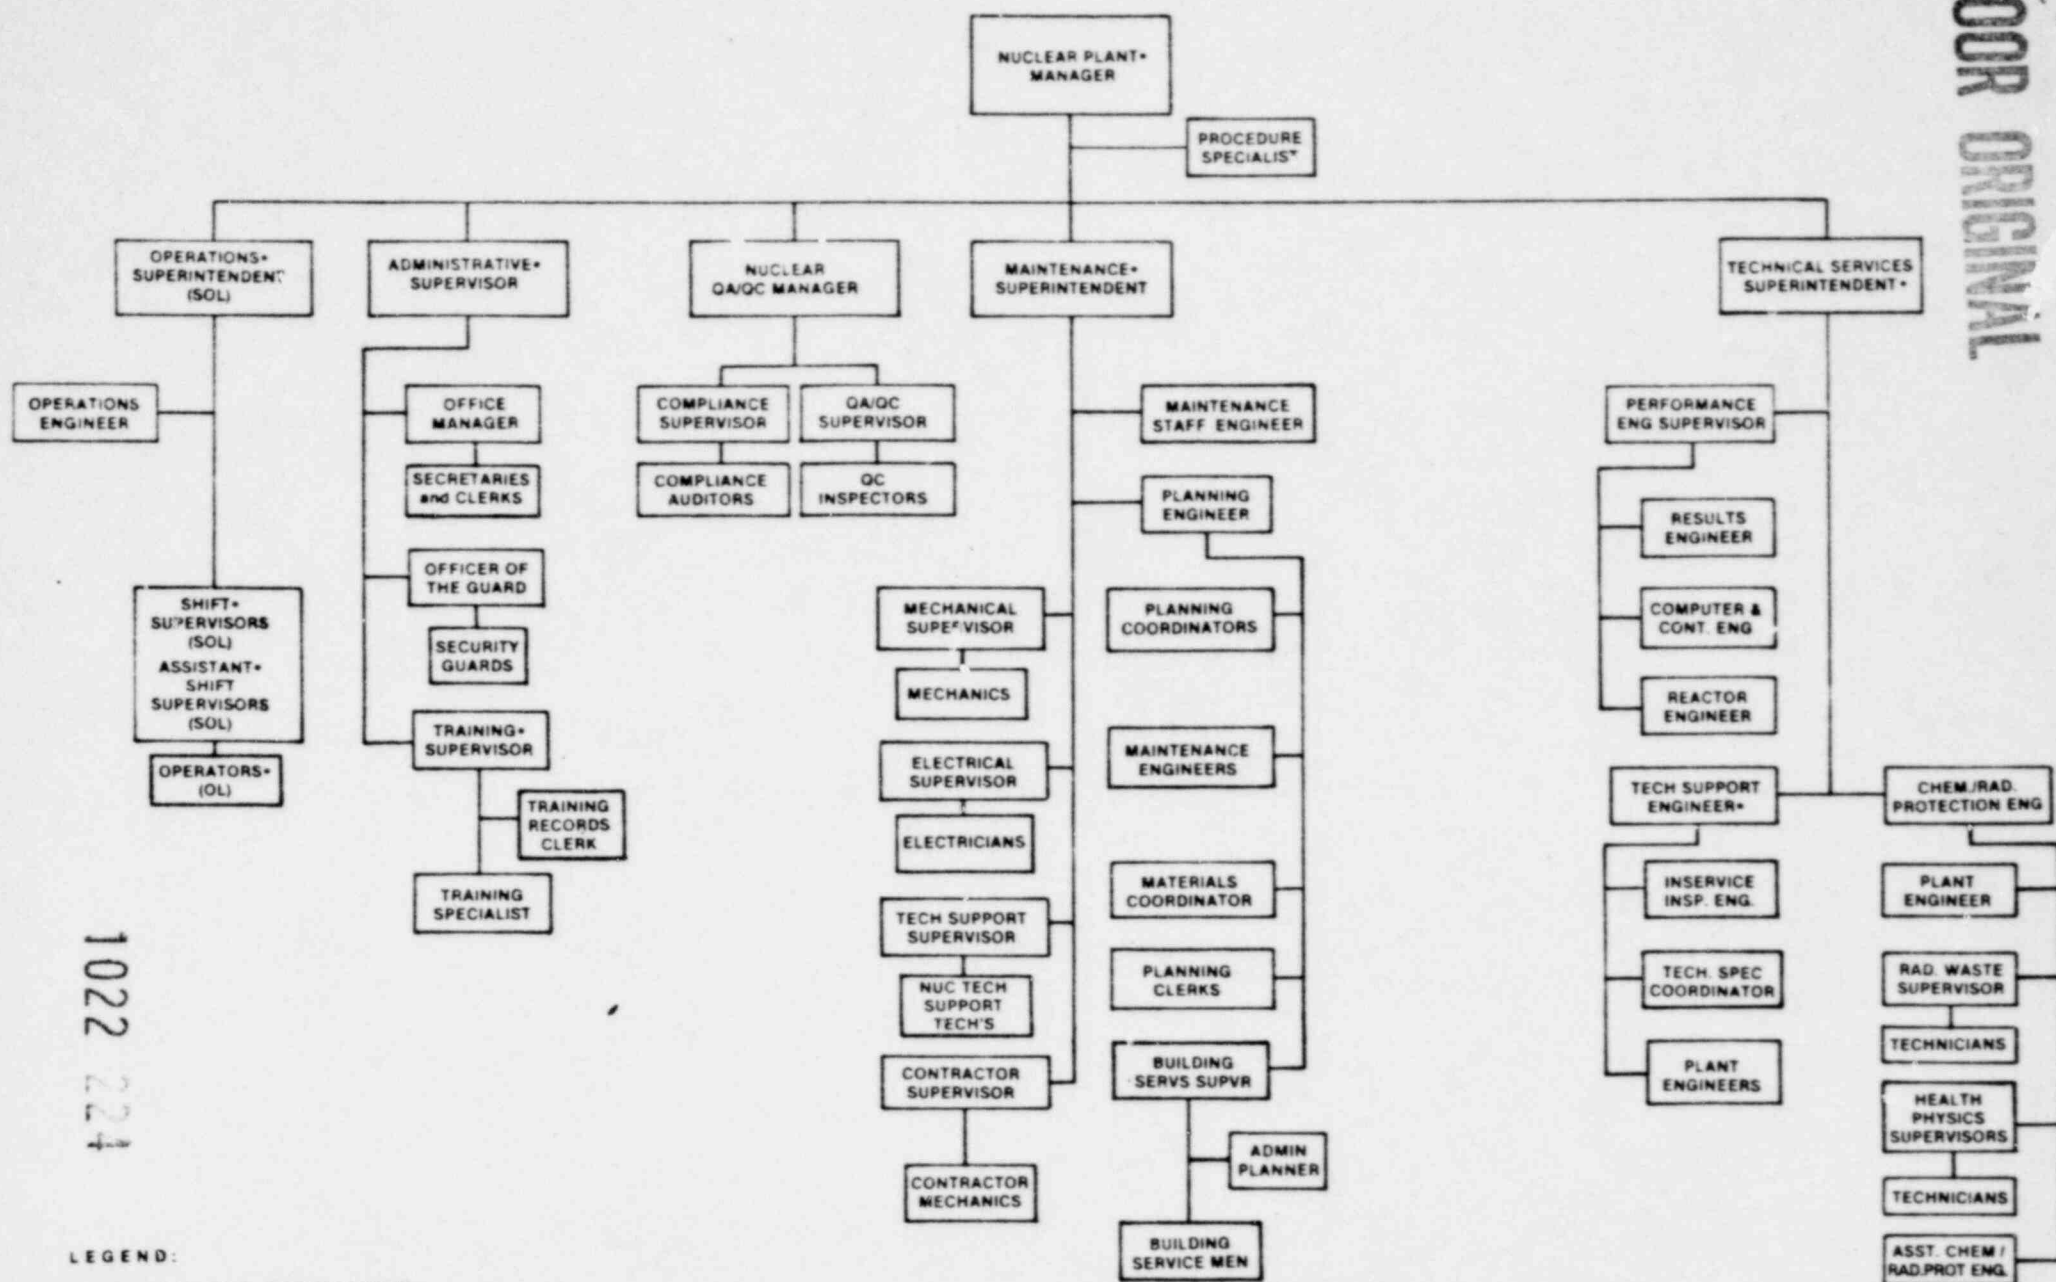 NUCLEAR PLANT•
MANAGER
PROCEDURE
SPECIALIST
OPERATIONS•
SUPERINTENDENT
(SOL)
ADMINISTRATIVE•
SUPERVISOR
NUCLEAR
QA/QC MANAGER
MAINTENANCE•
SUPERINTENDENT
TECHNICAL SERVICES
SUPERINTENDENT•
OPERATIONS
ENGINEER
OFFICE
MANAGER
SECRETARIES
and CLERKS
COMPLIANCE
SUPERVISOR
QA/QC
SUPERVISOR
COMPLIANCE
AUDITORS
QC
INSPECTORS
MAINTENANCE
STAFF ENGINEER
PLANNING
ENGINEER
PERFORMANCE
ENG SUPERVISOR
RESULTS
ENGINEER
COMPUTER &
CONT. ENG
REACTOR
ENGINEER
SHIFT•
SUPERVISORS
(SOL)
ASSISTANT•
SHIFT
SUPERVISORS
(SOL)
OPERATORS•
(OL)
OFFICER OF
THE GUARD
SECURITY
GUARDS
TRAINING•
SUPERVISOR
TRAINING
RECORDS
CLERK
TRAINING
SPECIALIST
MECHANICAL
SUPERVISOR
MECHANICS
ELECTRICAL
SUPERVISOR
ELECTRICIANS
TECH SUPPORT
SUPERVISOR
NUC TECH
SUPPORT
TECH'S
CONTRACTOR
SUPERVISOR
CONTRACTOR
MECHANICS
PLANNING
COORDINATORS
MAINTENANCE
ENGINEERS
MATERIALS
COORDINATOR
PLANNING
CLERKS
BUILDING
SERVS SUPVR
ADMIN
PLANNER
BUILDING
SERVICE MEN
TECH SUPPORT
ENGINEER•
INSERVICE
INSP. ENG.
TECH. SPEC
COORDINATOR
PLANT
ENGINEERS
CHEM./RAD.
PROTECTION ENG
PLANT
ENGINEER
RAD. WASTE
SUPERVISOR
TECHNICIANS
HEALTH
PHYSICS
SUPERVISORS
TECHNICIANS
ASST. CHEM /
RAD.PROT ENG.
LEGEND:
1022 224
ORIGINAL